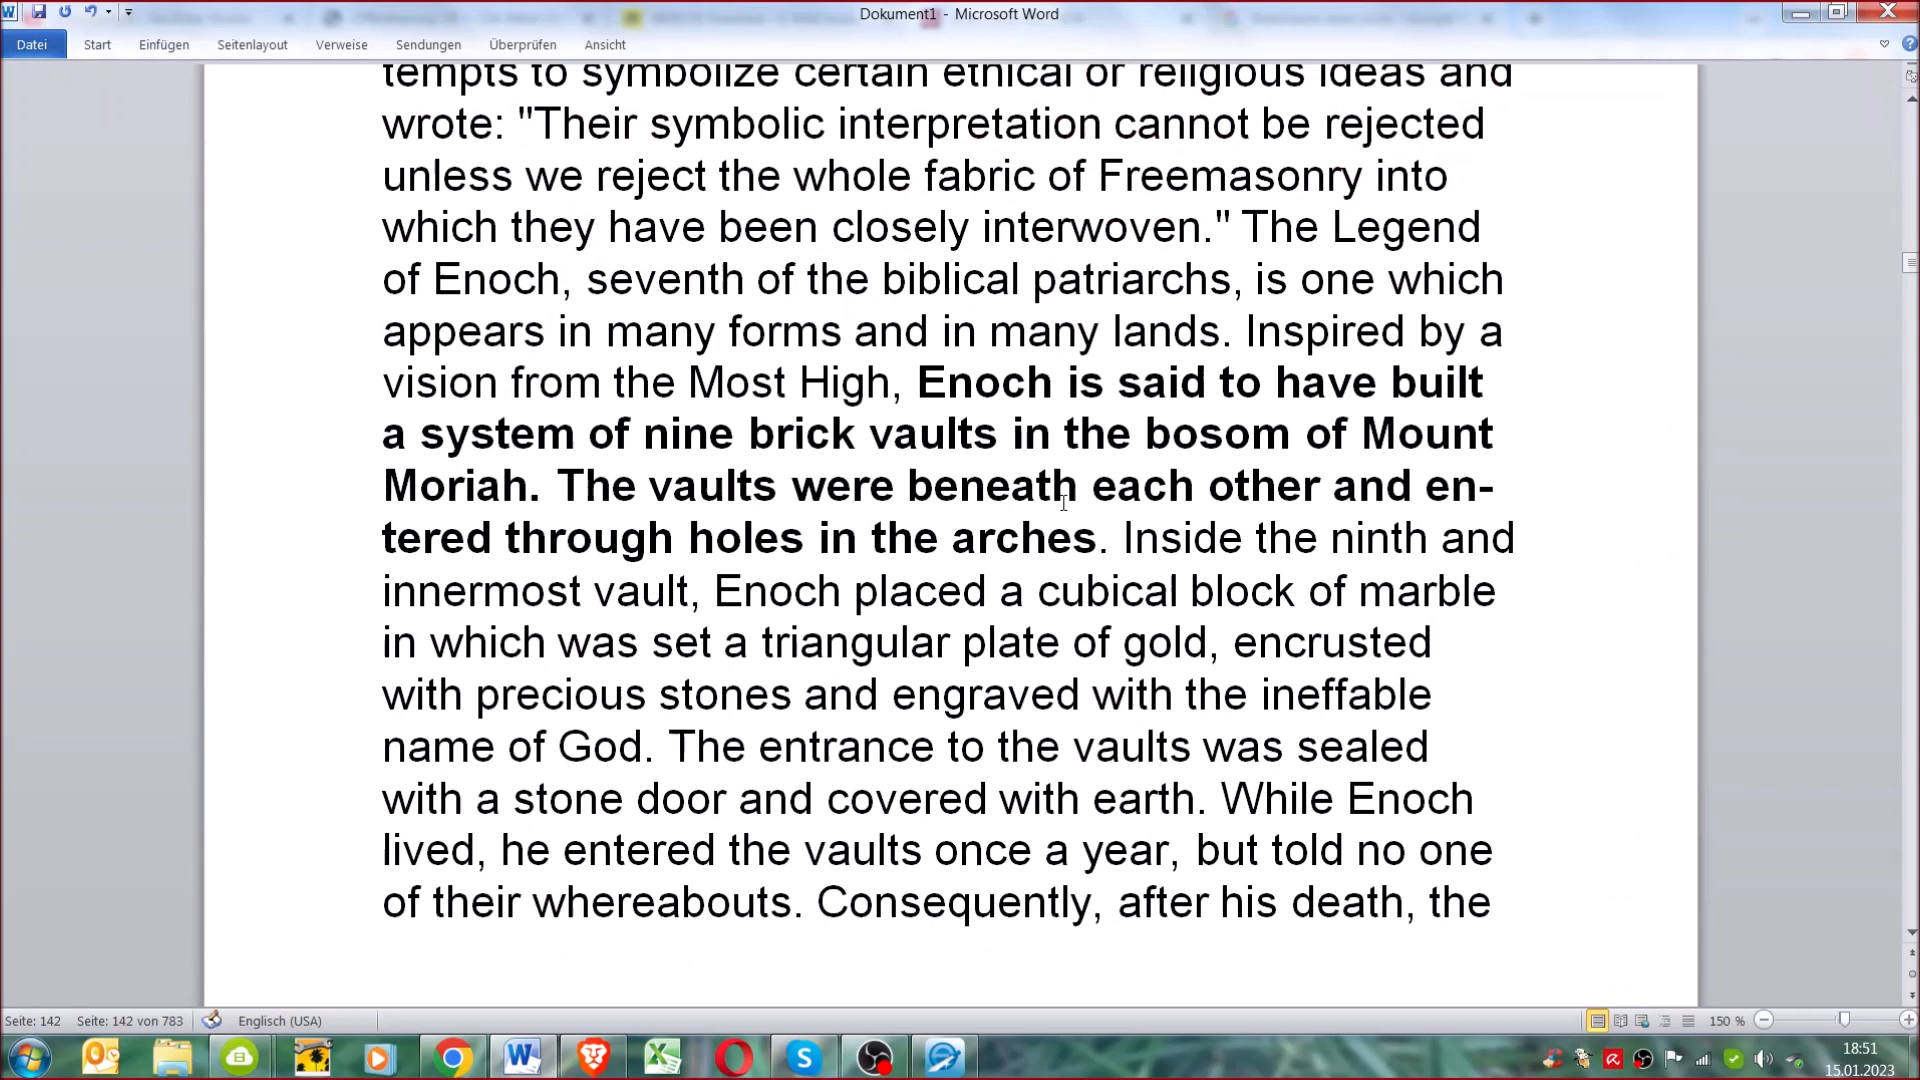 Dokument1 - Microsoft Word
Datei Start Einfügen Seitenlayout Verweise Sendungen Überprüfen Ansicht
tempts to symbolize certain ethical or religious ideas and
wrote: "Their symbolic interpretation cannot be rejected
unless we reject the whole fabric of Freemasonry into
which they have been closely interwoven." The Legend
of Enoch, seventh of the biblical patriarchs, is one which
appears in many forms and in many lands. Inspired by a
vision from the Most High, Enoch is said to have built
a system of nine brick vaults in the bosom of Mount
Moriah. The vaults were beneath each other and en-
tered through holes in the arches. Inside the ninth and
innermost vault, Enoch placed a cubical block of marble
in which was set a triangular plate of gold, encrusted
with precious stones and engraved with the ineffable
name of God. The entrance to the vaults was sealed
with a stone door and covered with earth. While Enoch
lived, he entered the vaults once a year, but told no one
of their whereabouts. Consequently, after his death, the
Seite: 142 Seite: 142 von 783 Englisch (USA) 150 %
18:51
15.01.2023